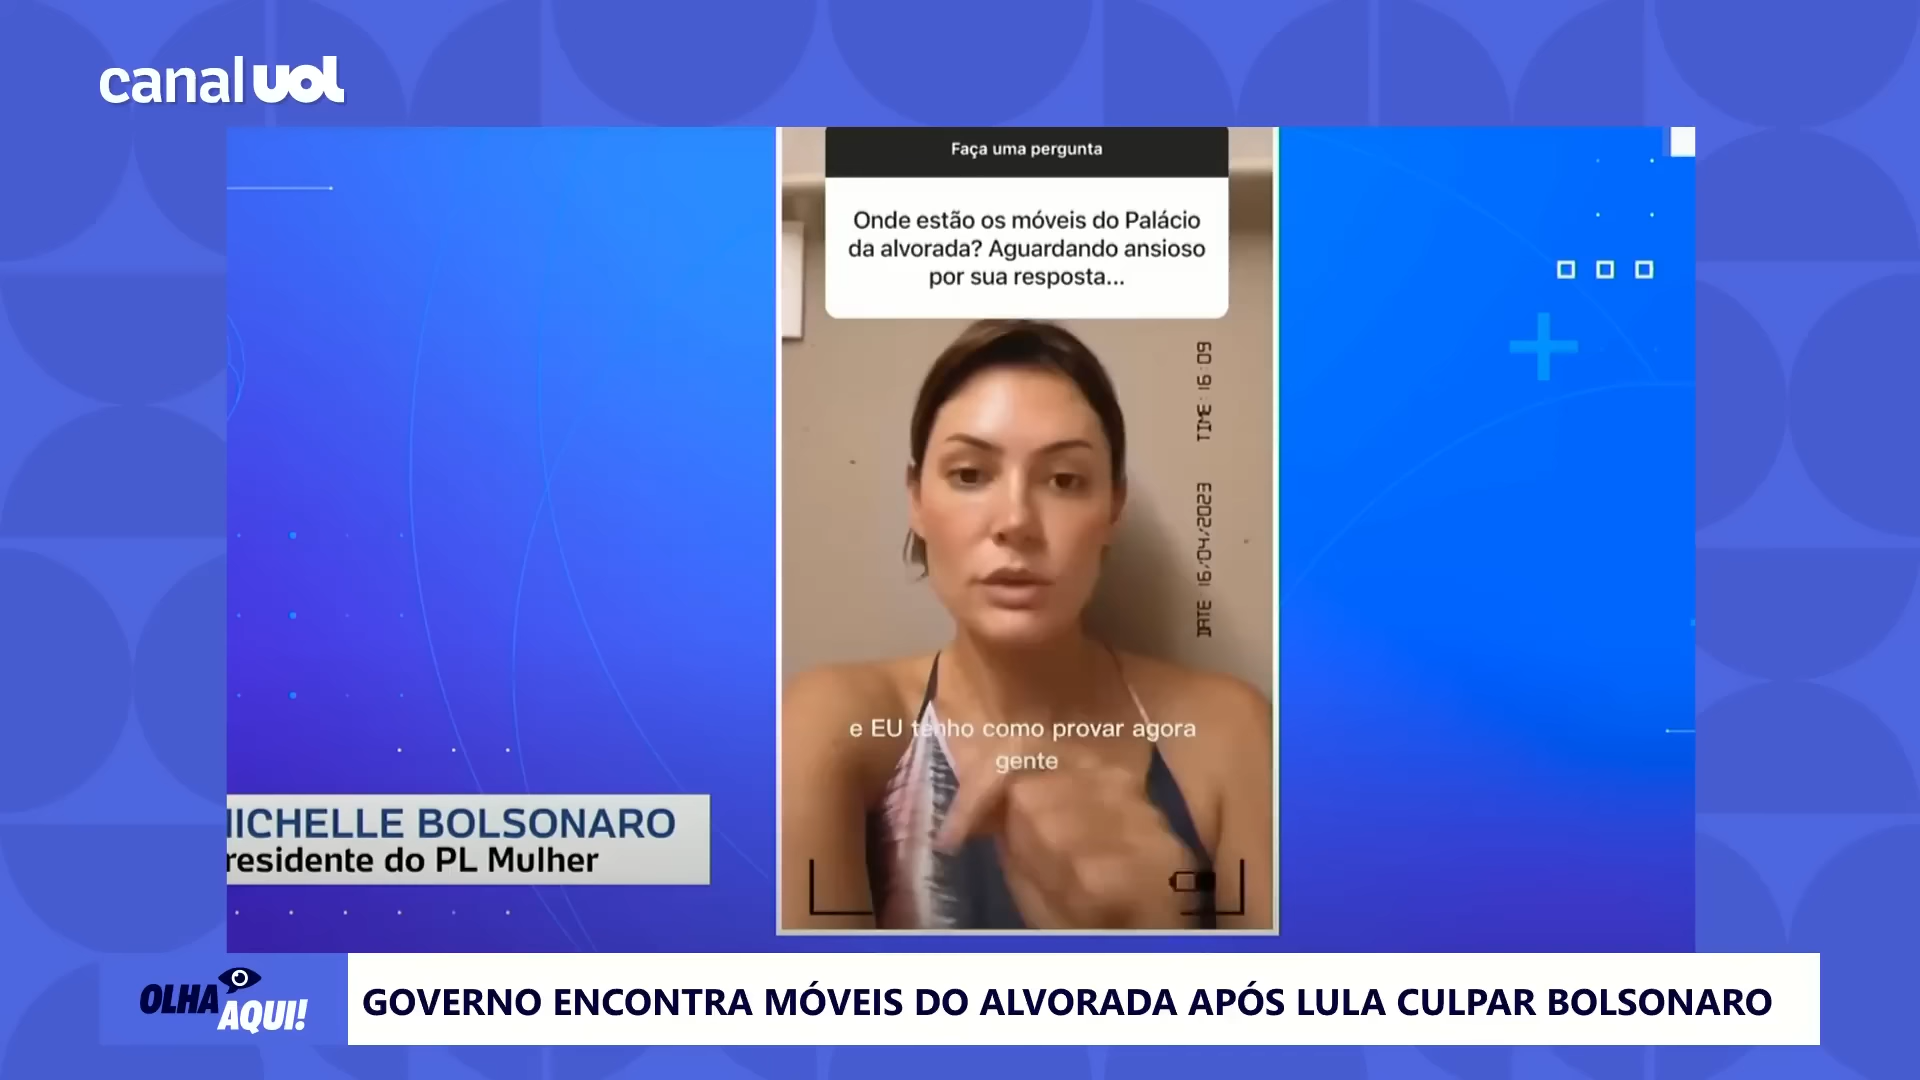 canal uol
Faça uma pergunta
Onde estão os móveis do Palácio
da alvorada? Aguardando ansioso
por sua resposta...
TIME 16:09
DATE 16/04/2023
e EU tenho como provar agora
gente
MICHELLE BOLSONARO
residente do PL Mulher
OLHA
AQUI!
GOVERNO ENCONTRA MÓVEIS DO ALVORADA APÓS LULA CULPAR BOLSONARO